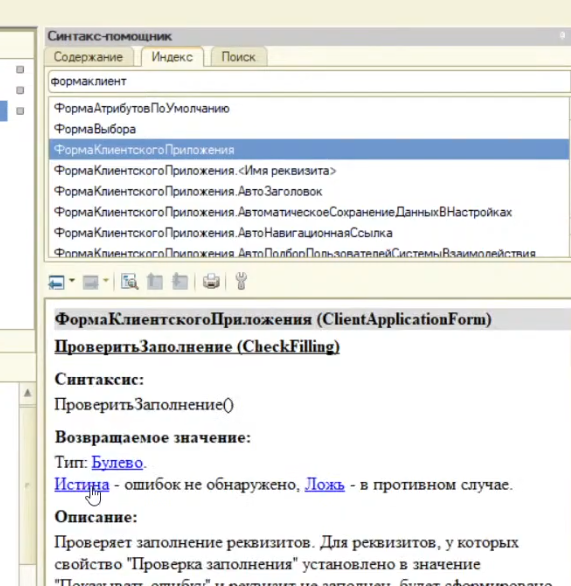 Синтакс-помощник
Содержание Индекс Поиск
формаклиент
ФормаАтрибутовПоУмолчанию
ФормаВыбора
ФормаКлиентскогоПриложения
ФормаКлиентскогоПриложения.<Имя реквизита>
ФормаКлиентскогоПриложения.АвтоЗаголовок
ФормаКлиентскогоПриложения.АвтоматическоеСохранениеДанныхВНастройках
ФормаКлиентскогоПриложения.АвтоНавигационнаяСсылка
ФормаКлиентскогоПриложения.АвтоПодборПользователейСистемыВзаимодействия
ФормаКлиентскогоПриложения (ClientApplicationForm)
ПроверитьЗаполнение (CheckFilling)
Синтаксис:
ПроверитьЗаполнение()
Возвращаемое значение:
Тип: Булево.
Истина - ошибок не обнаружено, Ложь - в противном случае.
Описание:
Проверяет заполнение реквизитов. Для реквизитов, у которых
свойство "Проверка заполнения" установлено в значение
"Показывать ошибку" и реквизит не заполнен, будет сформировано